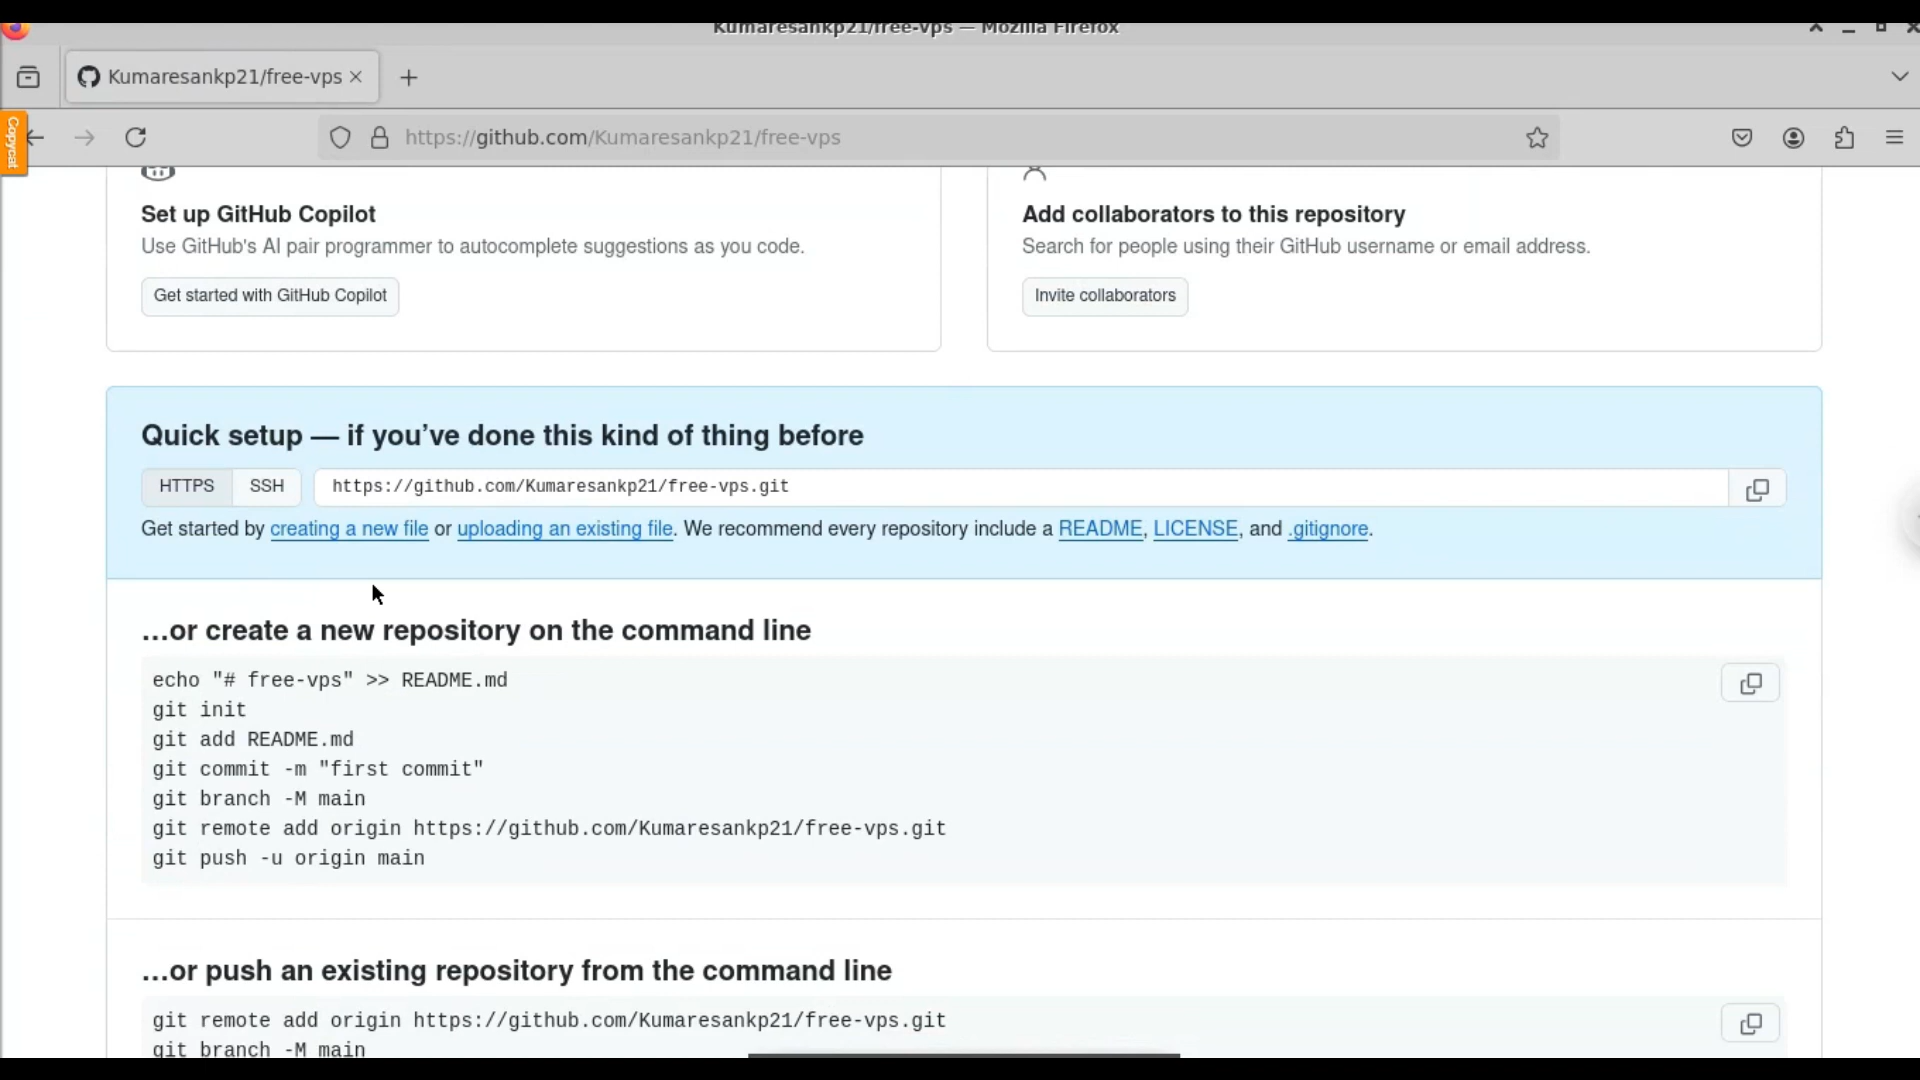 Kumaresankp21/free-vps — Mozilla Firefox
Kumaresankp21/free-vps
Copycat
https://github.com/Kumaresankp21/free-vps
Set up GitHub Copilot
Use GitHub's AI pair programmer to autocomplete suggestions as you code.
Get started with GitHub Copilot
Add collaborators to this repository
Search for people using their GitHub username or email address.
Invite collaborators
Quick setup — if you’ve done this kind of thing before
HTTPS SSH https://github.com/Kumaresankp21/free-vps.git
Get started by creating a new file or uploading an existing file. We recommend every repository include a README, LICENSE, and .gitignore.
…or create a new repository on the command line
echo "# free-vps" >> README.md
git init
git add README.md
git commit -m "first commit"
git branch -M main
git remote add origin https://github.com/Kumaresankp21/free-vps.git
git push -u origin main
…or push an existing repository from the command line
git remote add origin https://github.com/Kumaresankp21/free-vps.git
git branch -M main